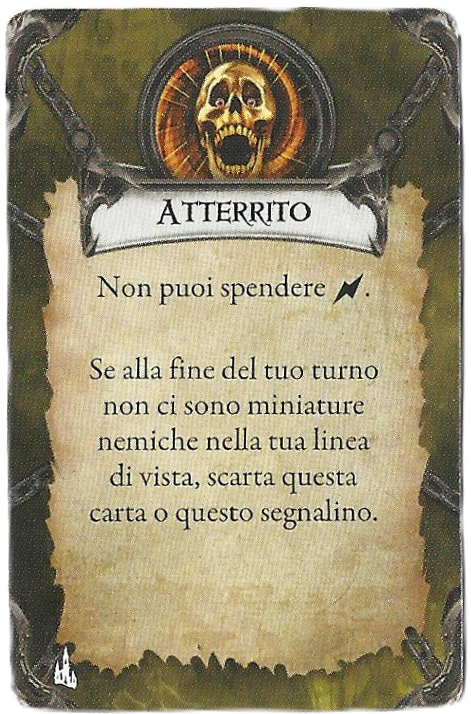 ATTERRITO
Non puoi spendere .
Se alla fine del tuo turno
non ci sono miniature
nemiche nella tua linea
di vista, scarta questa
carta o questo segnalino.